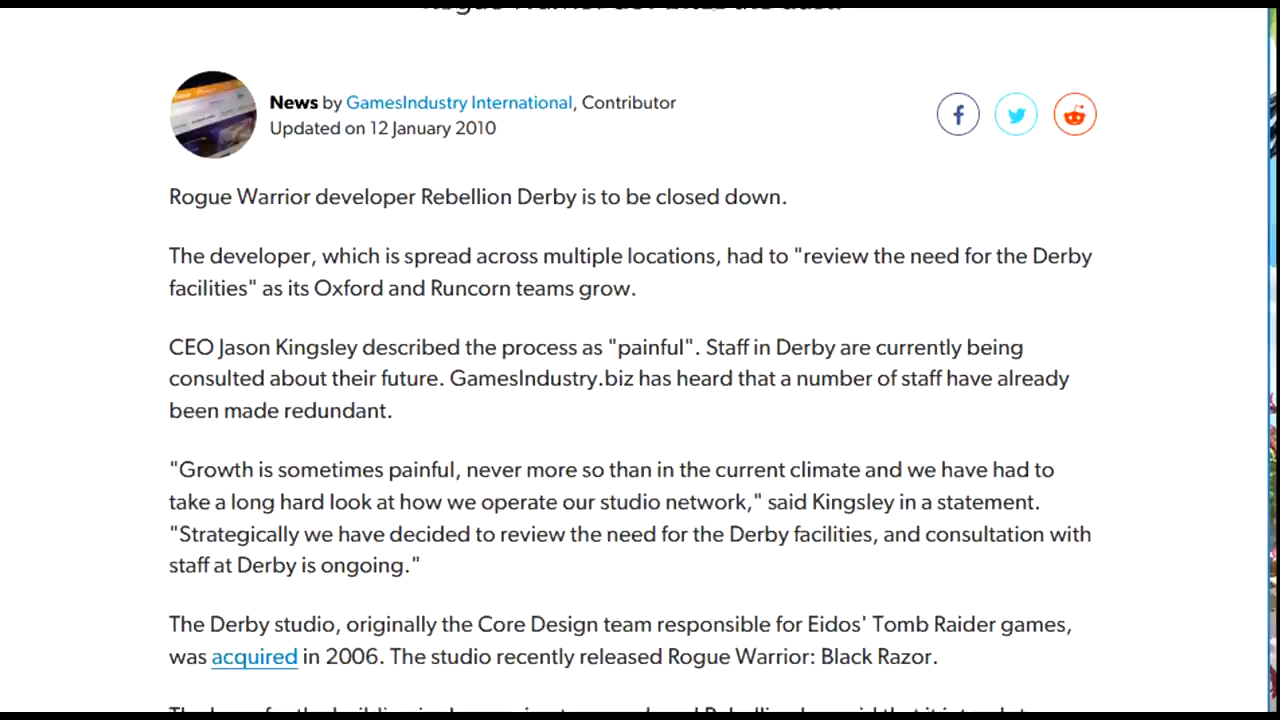 News by GamesIndustry International, Contributor
Updated on 12 January 2010
Rogue Warrior developer Rebellion Derby is to be closed down.
The developer, which is spread across multiple locations, had to "review the need for the Derby
facilities" as its Oxford and Runcorn teams grow.
CEO Jason Kingsley described the process as "painful". Staff in Derby are currently being
consulted about their future. GamesIndustry.biz has heard that a number of staff have already
been made redundant.
"Growth is sometimes painful, never more so than in the current climate and we have had to
take a long hard look at how we operate our studio network," said Kingsley in a statement.
"Strategically we have decided to review the need for the Derby facilities, and consultation with
staff at Derby is ongoing."
The Derby studio, originally the Core Design team responsible for Eidos' Tomb Raider games,
was acquired in 2006. The studio recently released Rogue Warrior: Black Razor.